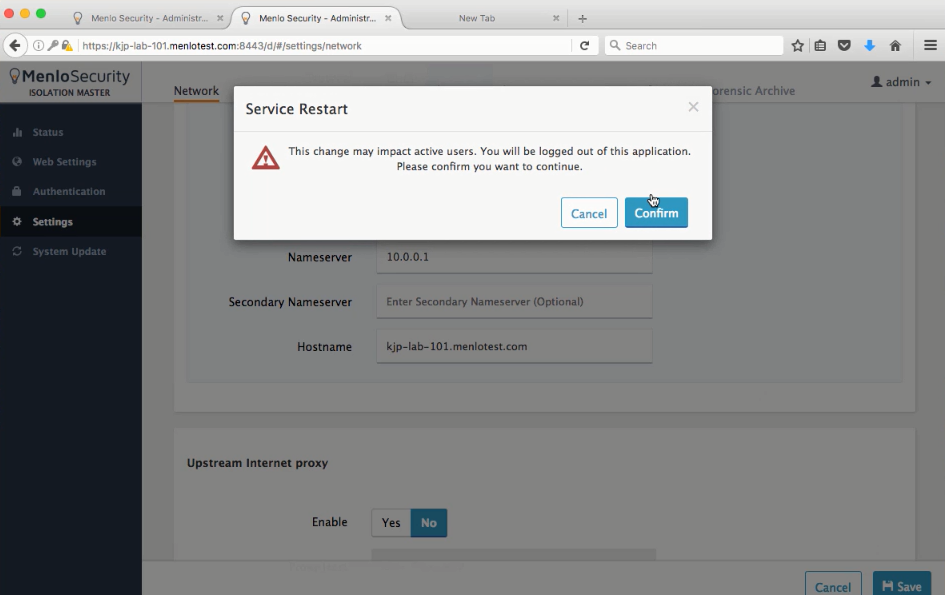 Menlo Security - Administr...
Menlo Security - Administr...
New Tab
https://kjp-lab-101.menlotest.com:8443/d/#/settings/network
Search
MenloSecurity
ISOLATION MASTER
Network
orensic Archive
admin
Status
Web Settings
Authentication
Settings
System Update
Service Restart
This change may impact active users. You will be logged out of this application.
Please confirm you want to continue.
Cancel
Confirm
Nameserver
10.0.0.1
Secondary Nameserver
Enter Secondary Nameserver (Optional)
Hostname
kjp-lab-101.menlotest.com
Upstream Internet proxy
Enable
Yes
No
Cancel
Save